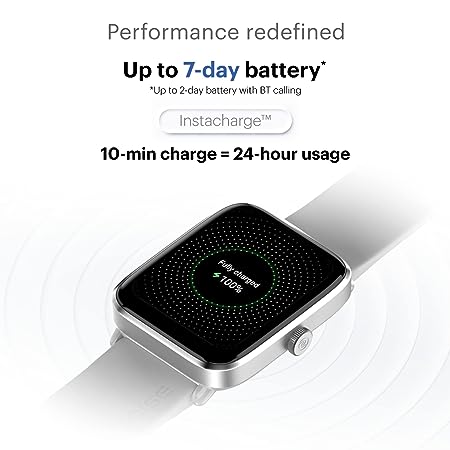 Performance redefined
Up to 7-day battery*
*Up to 2-day battery with BT calling
Instacharge™
10-min charge = 24-hour usage
Fully charged
100%